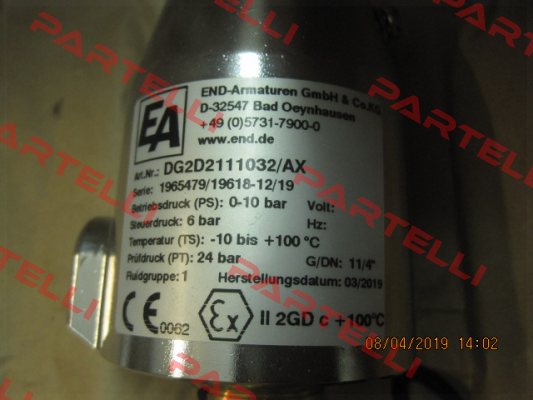 EA
END-Armaturen GmbH & Co.KG
D-32547 Bad Oeynhausen
+49 (0)5731-7900-0
www.end.de
Art.Nr.: DG2D2111032/AX
Serie: 1965479/19618-12/19
Betriebsdruck (PS): 0-10 bar Volt:
Steuerdruck: 6 bar Hz:
Temperatur (TS): -10 bis +100 °C
Prüfdruck (PT): 24 bar G/DN: 11/4"
Fluidgruppe: 1 Herstellungsdatum: 03/2019
CE 0062 Ex II 2GD c +100°C
08/04/2019 14:02
PARTELLI
PARTELLI
PARTELLI
PARTELLI
PARTELLI
PARTELLI